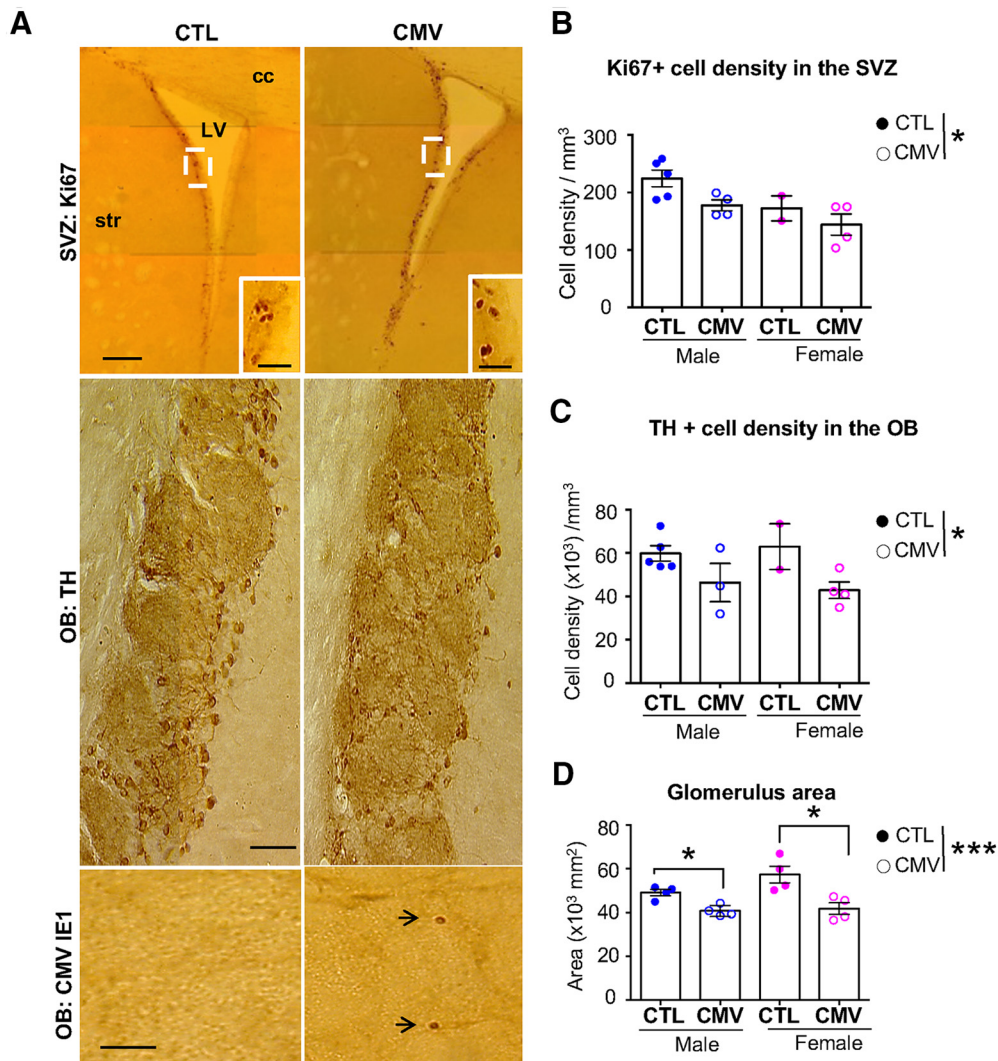 A
CTL
CMV
SVZ: Ki67
cc
LV
str
OB: TH
OB: CMV IE1
B
Ki67+ cell density in the SVZ
Cell density / mm³
300
200
100
0
CTL
CMV
CTL
CMV
Male
Female
● CTL
○ CMV
*
C
TH + cell density in the OB
Cell density (x10³) /mm³
80
60
40
20
0
CTL
CMV
CTL
CMV
Male
Female
● CTL
○ CMV
*
D
Glomerulus area
Area (x10³ mm²)
80
60
40
20
0
*
*
CTL
CMV
CTL
CMV
Male
Female
● CTL
○ CMV
***